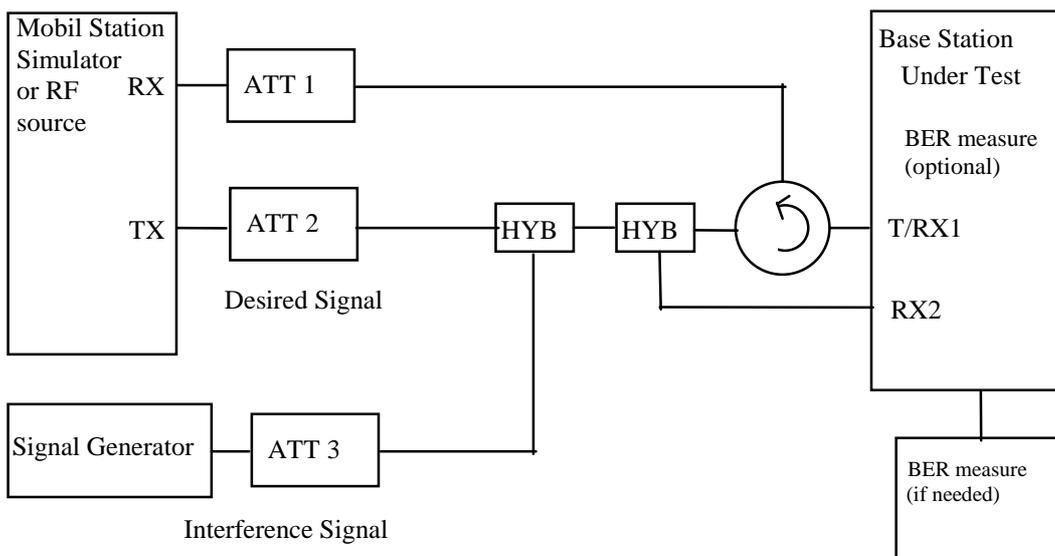 Mobil Station
Simulator
or RF
source
RX
TX
ATT 1
ATT 2
Desired Signal
HYB
HYB
Base Station
Under Test
BER measure
(optional)
T/RX1
RX2
Signal Generator
ATT 3
Interference Signal
BER measure
(if needed)